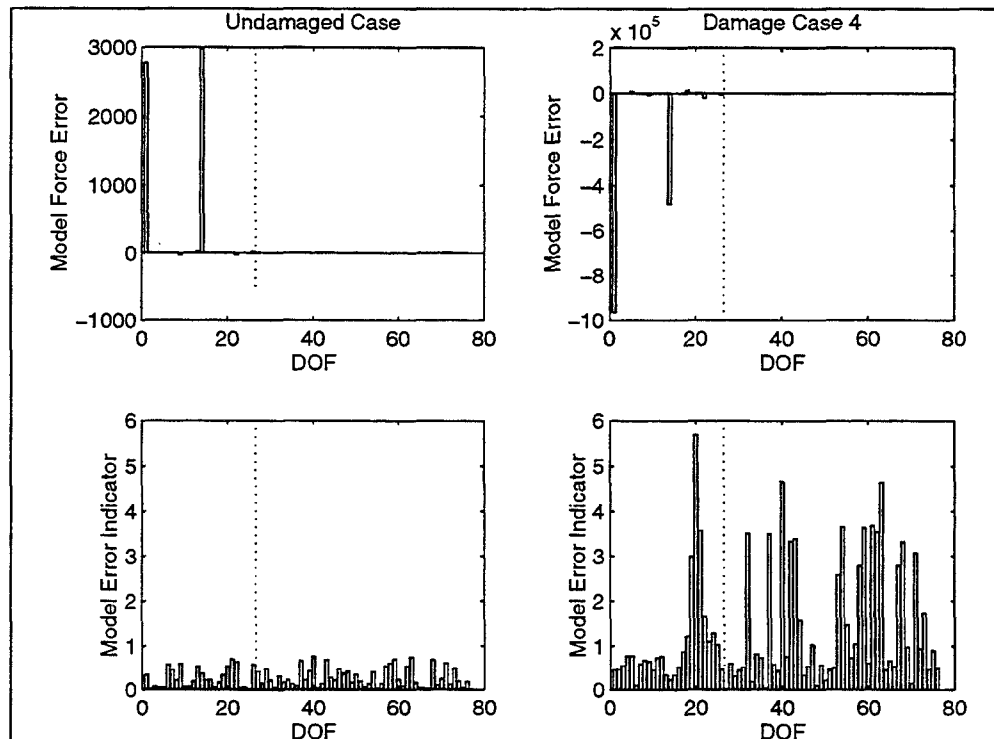 Undamaged Case
3000
2000
1000
0
−1000
0 20 40 60 80
Model Force Error
DOF
Damage Case 4
x 10^5
2
0
−2
−4
−6
−8
−10
0 20 40 60 80
Model Force Error
DOF
6
5
4
3
2
1
0
0 20 40 60 80
Model Error Indicator
DOF
6
5
4
3
2
1
0
0 20 40 60 80
Model Error Indicator
DOF